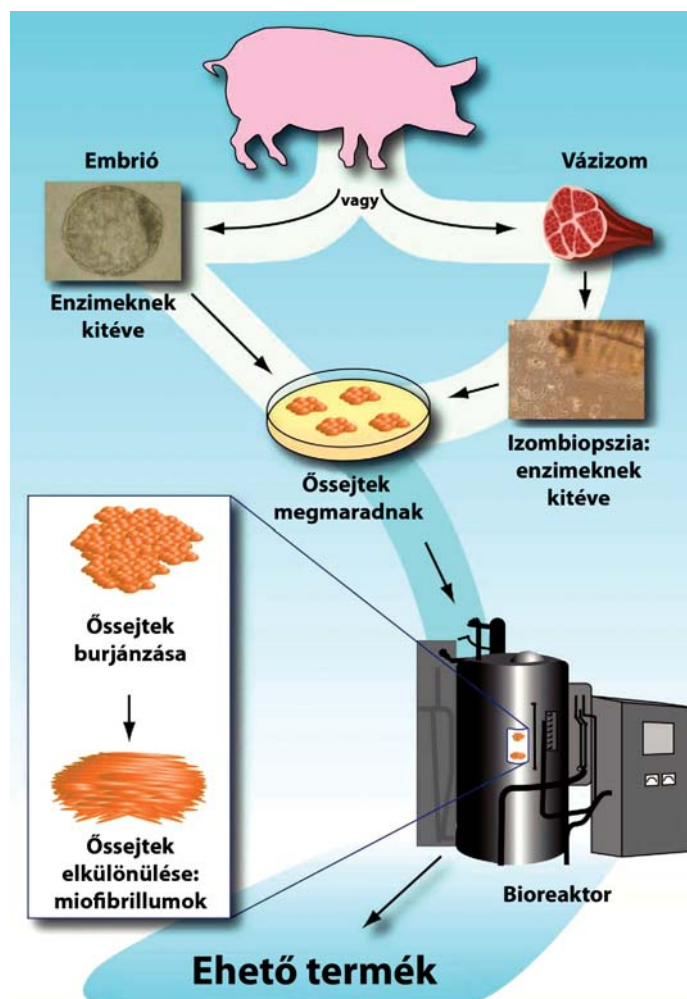 Embrió
Vázizom
vagy
Enzimeknek
kitéve
Izombiopszia:
enzimeknek
kitéve
Őssejtek
megmaradnak
Őssejtek
burjánzása
Őssejtek
elkülönülése:
miofibrillumok
Bioreaktor
Ehető termék